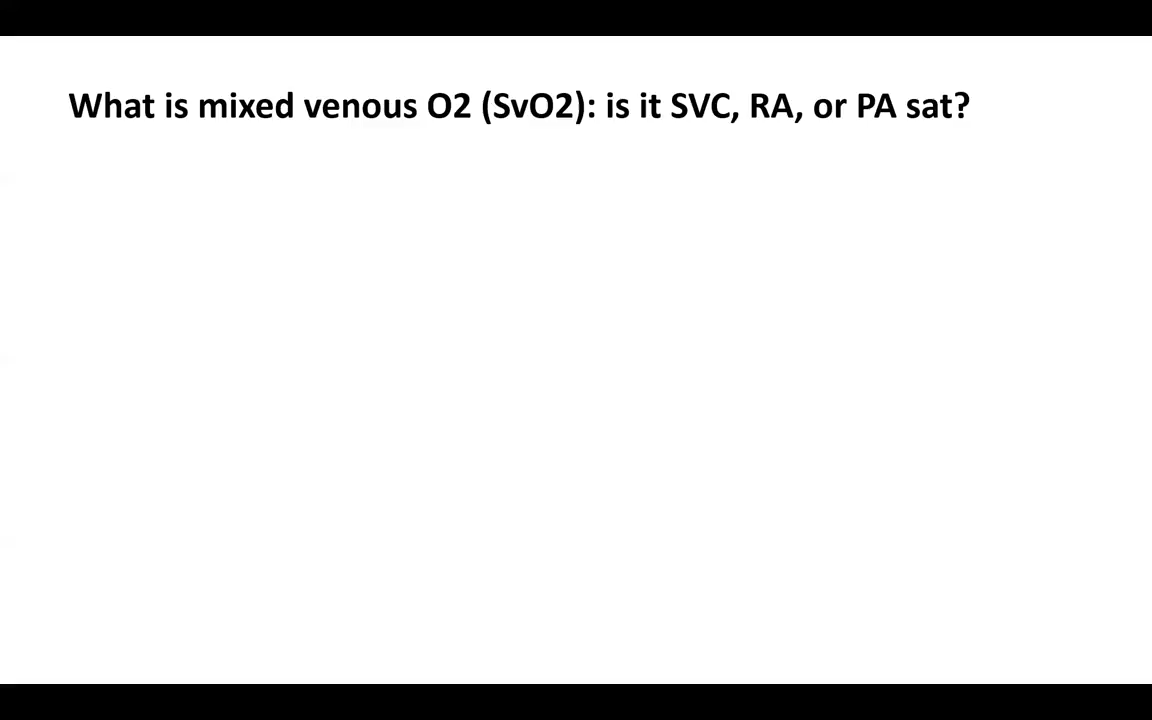 What is mixed venous O2 (SvO2): is it SVC, RA, or PA sat?